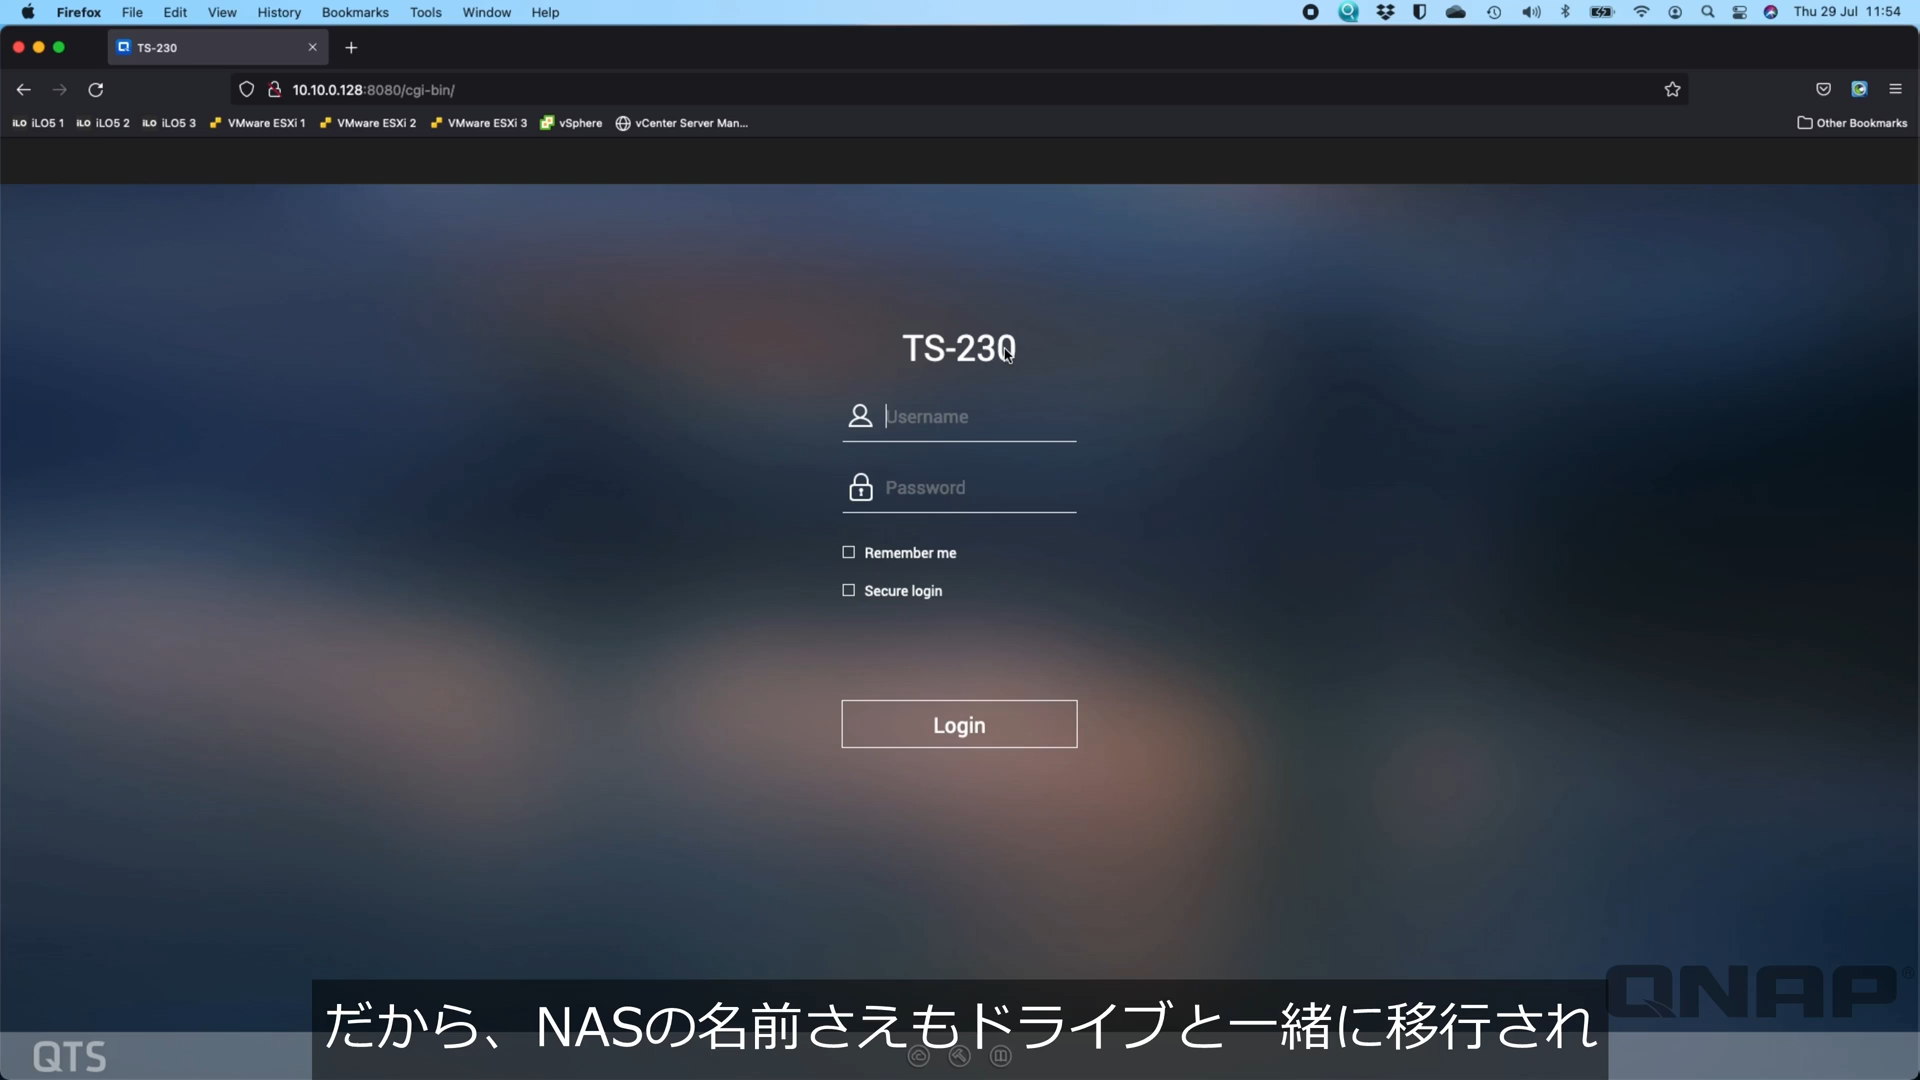 Firefox File Edit View History Bookmarks Tools Window Help Thu 29 Jul 11:54
TS-230
10.10.0.128:8080/cgi-bin/
iLO iLO5 1 iLO iLO5 2 iLO iLO5 3 VMware ESXi 1 VMware ESXi 2 VMware ESXi 3 vSphere vCenter Server Man... Other Bookmarks
TS-230
Username
Password
Remember me
Secure login
Login
QNAP®
だから、NASの名前さえもドライブと一緒に移行され
QTS